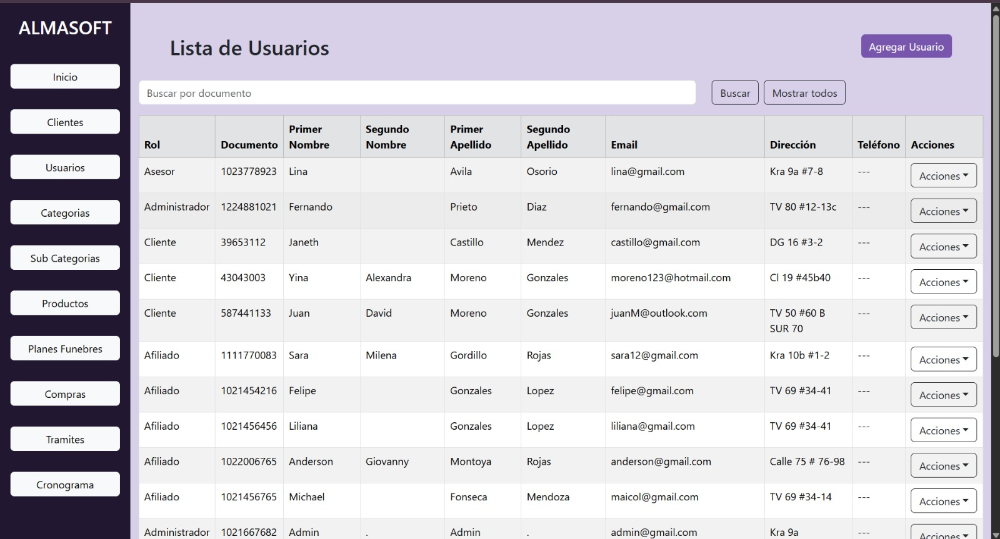 ALMASOFT
Inicio
Clientes
Usuarios
Categorias
Sub Categorias
Productos
Planes Funebres
Compras
Tramites
Cronograma
Lista de Usuarios
Agregar Usuario
Buscar por documento
Buscar
Mostrar todos
Rol Documento Primer Nombre Segundo Nombre Primer Apellido Segundo Apellido Email Dirección Teléfono Acciones
Asesor 1023778923 Lina Avila Osorio lina@gmail.com Kra 9a #7-8 --- Acciones
Administrador 1224881021 Fernando Prieto Diaz fernando@gmail.com TV 80 #12-13c --- Acciones
Cliente 39653112 Janeth Castillo Mendez castillo@gmail.com DG 16 #3-2 --- Acciones
Cliente 43043003 Yina Alexandra Moreno Gonzales moreno123@hotmail.com Cl 19 #45b40 --- Acciones
Cliente 587441133 Juan David Moreno Gonzales juanM@outlook.com TV 50 #60 B SUR 70 --- Acciones
Afiliado 1111770083 Sara Milena Gordillo Rojas sara12@gmail.com Kra 10b #1-2 --- Acciones
Afiliado 1021454216 Felipe Gonzales Lopez felipe@gmail.com TV 69 #34-41 --- Acciones
Afiliado 1021456456 Liliana Gonzales Lopez liliana@gmail.com TV 69 #34-41 --- Acciones
Afiliado 1022006765 Anderson Giovanny Montoya Rojas anderson@gmail.com Calle 75 # 76-98 --- Acciones
Afiliado 1021456765 Michael Fonseca Mendoza maicol@gmail.com TV 69 #34-14 --- Acciones
Administrador 1021667682 Admin . Admin . admin@gmail.com Kra 9a --- Acciones